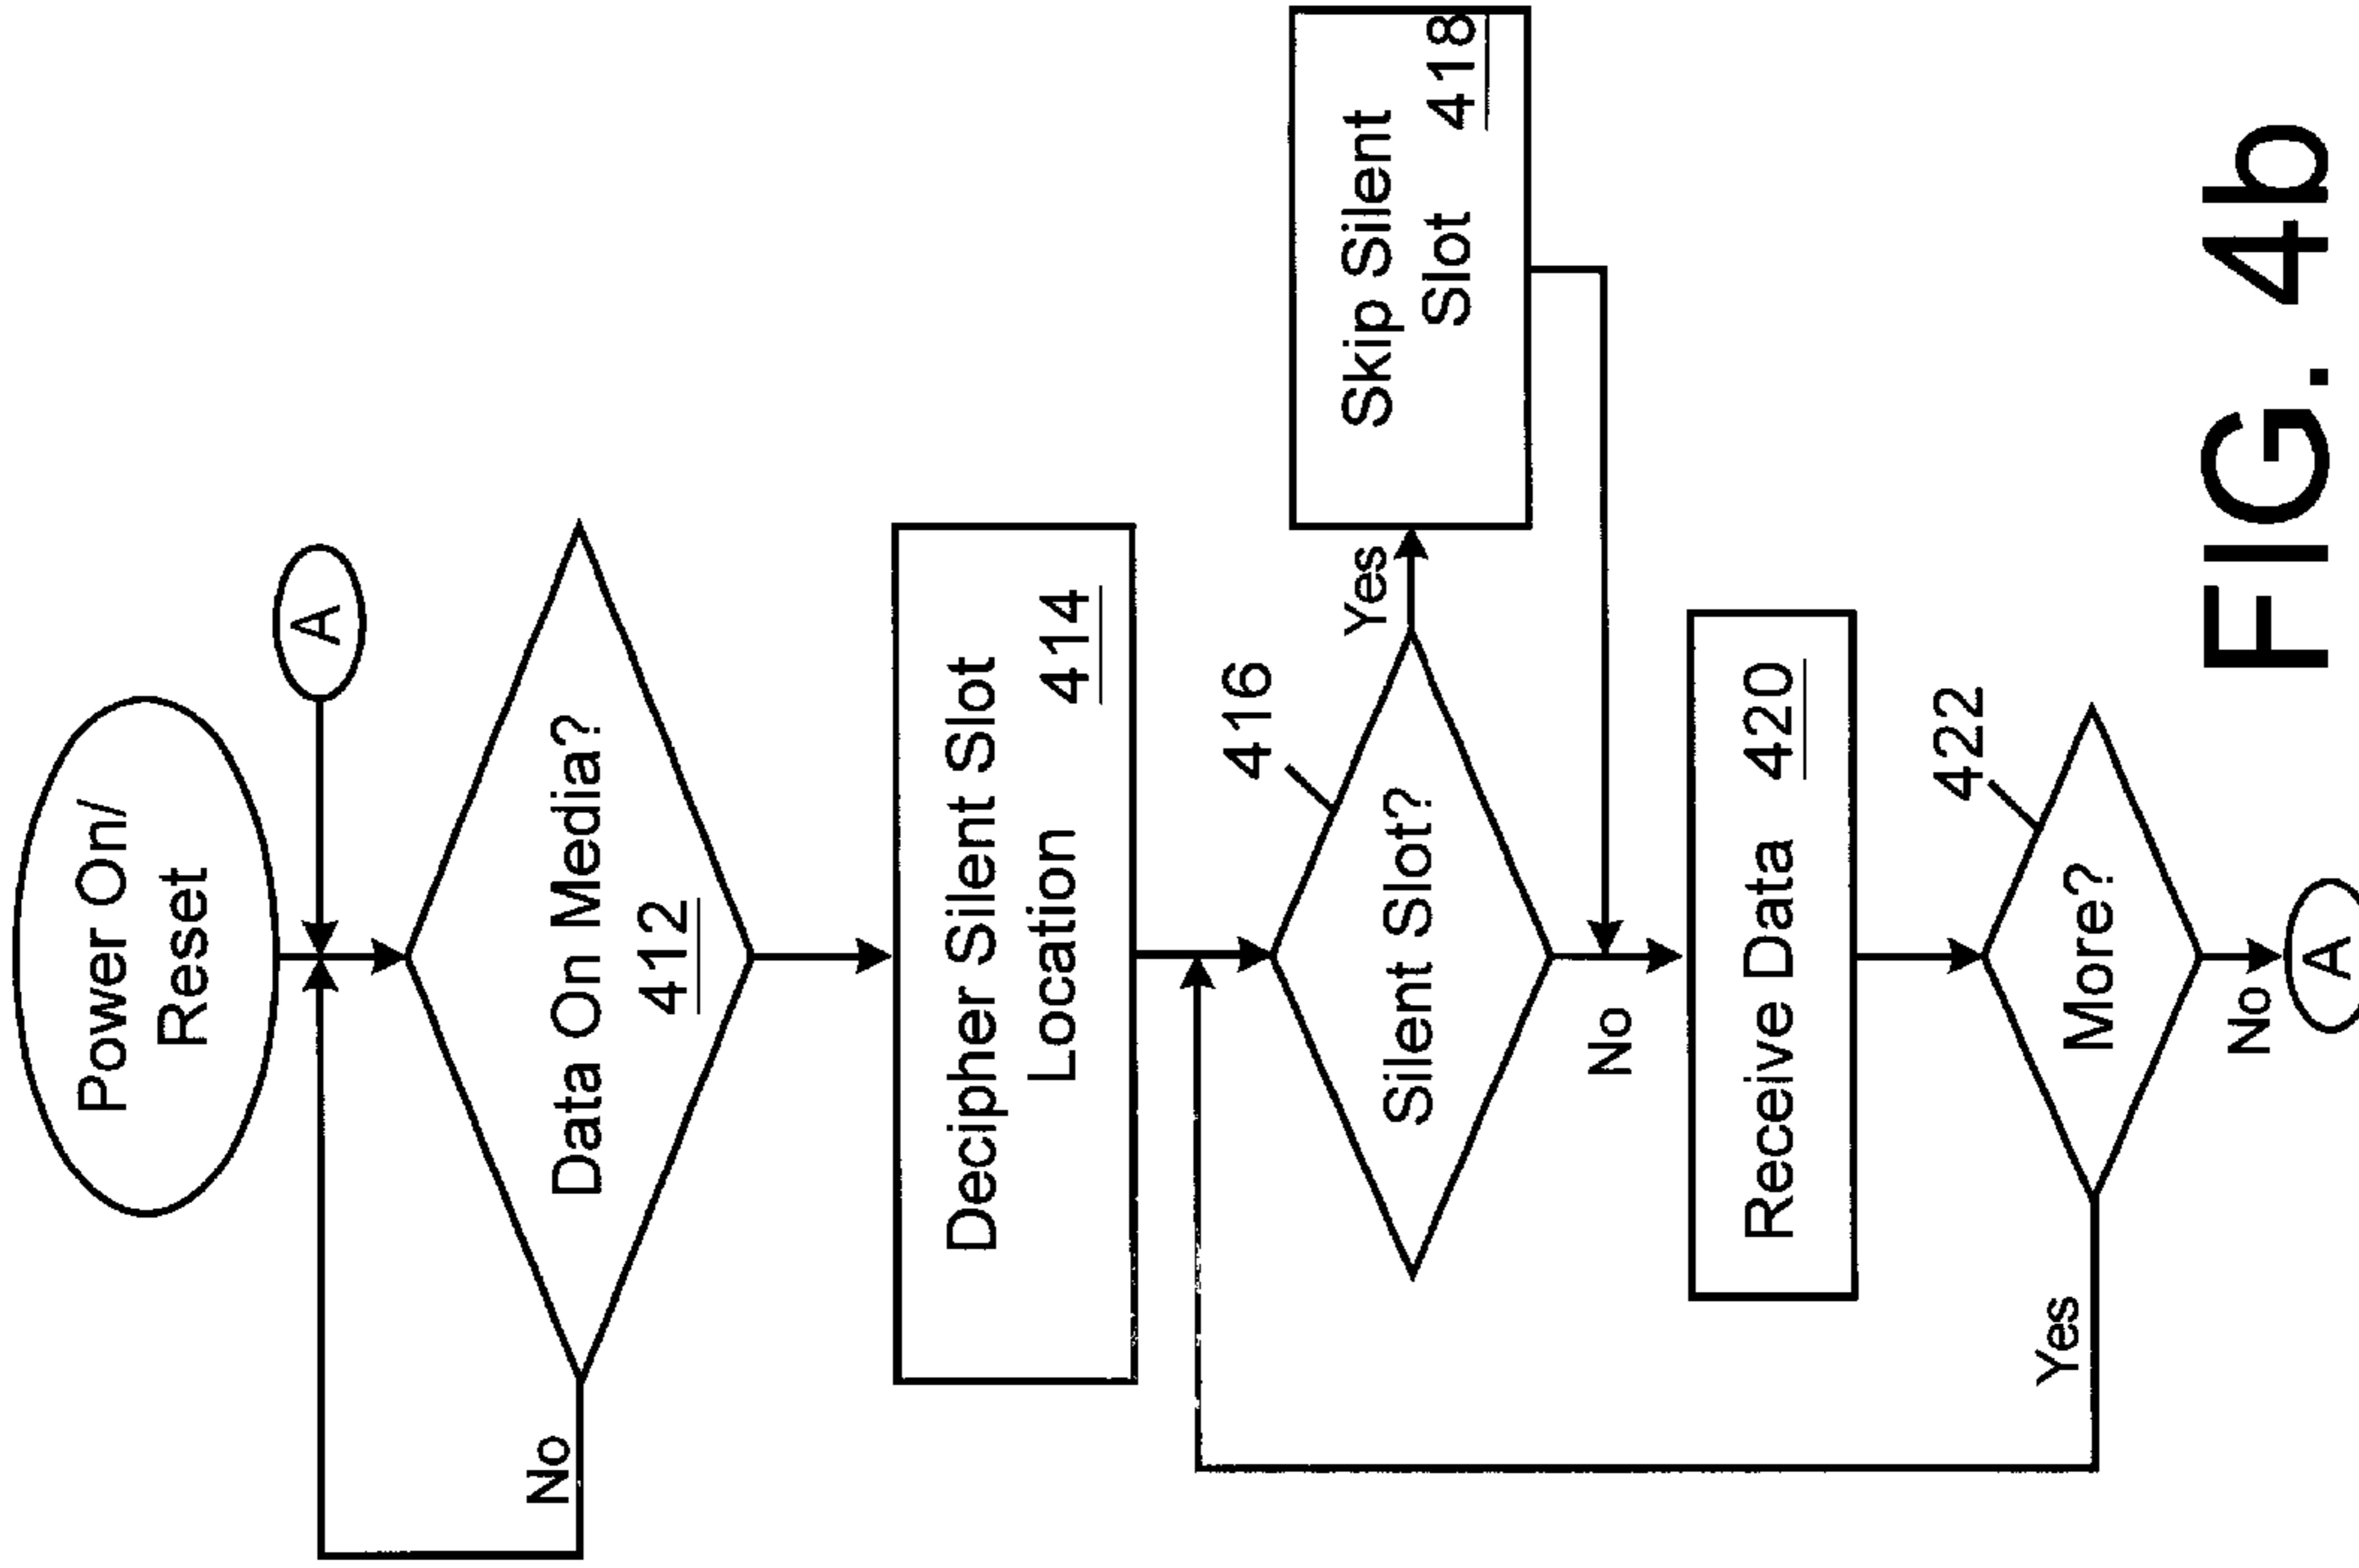 Power On/
Reset
A
Data On Media?
412
No
Decipher Silent Slot
Location 414
416
Silent Slot?
Yes
Skip Silent
Slot 418
No
Receive Data 420
422
More?
Yes
No
A
FIG. 4b